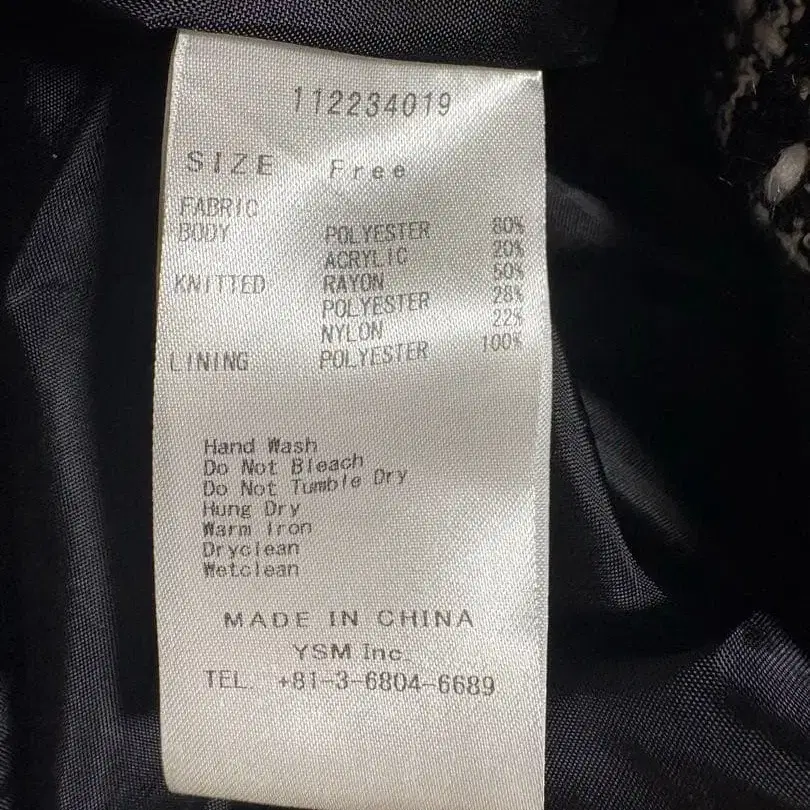 112234019
SIZE Free
FABRIC
BODY POLYESTER 80%
ACRYLIC 20%
KNITTED RAYON 50%
POLYESTER 28%
NYLON 22%
LINING POLYESTER 100%
Hand Wash
Do Not Bleach
Do Not Tumble Dry
Hung Dry
Warm Iron
Dryclean
Wetclean
MADE IN CHINA
YSM Inc.
TEL. +81-3-6804-6689